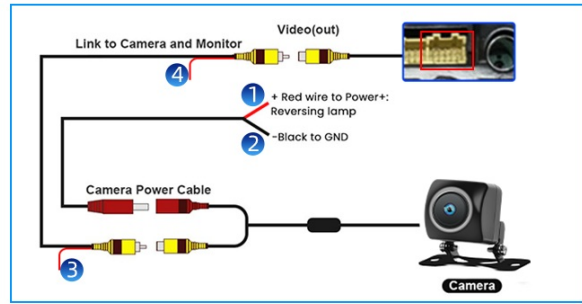 Video(out)
Link to Camera and Monitor
4
1
+ Red wire to Power+:
Reversing lamp
2
-Black to GND
Camera Power Cable
3
Camera